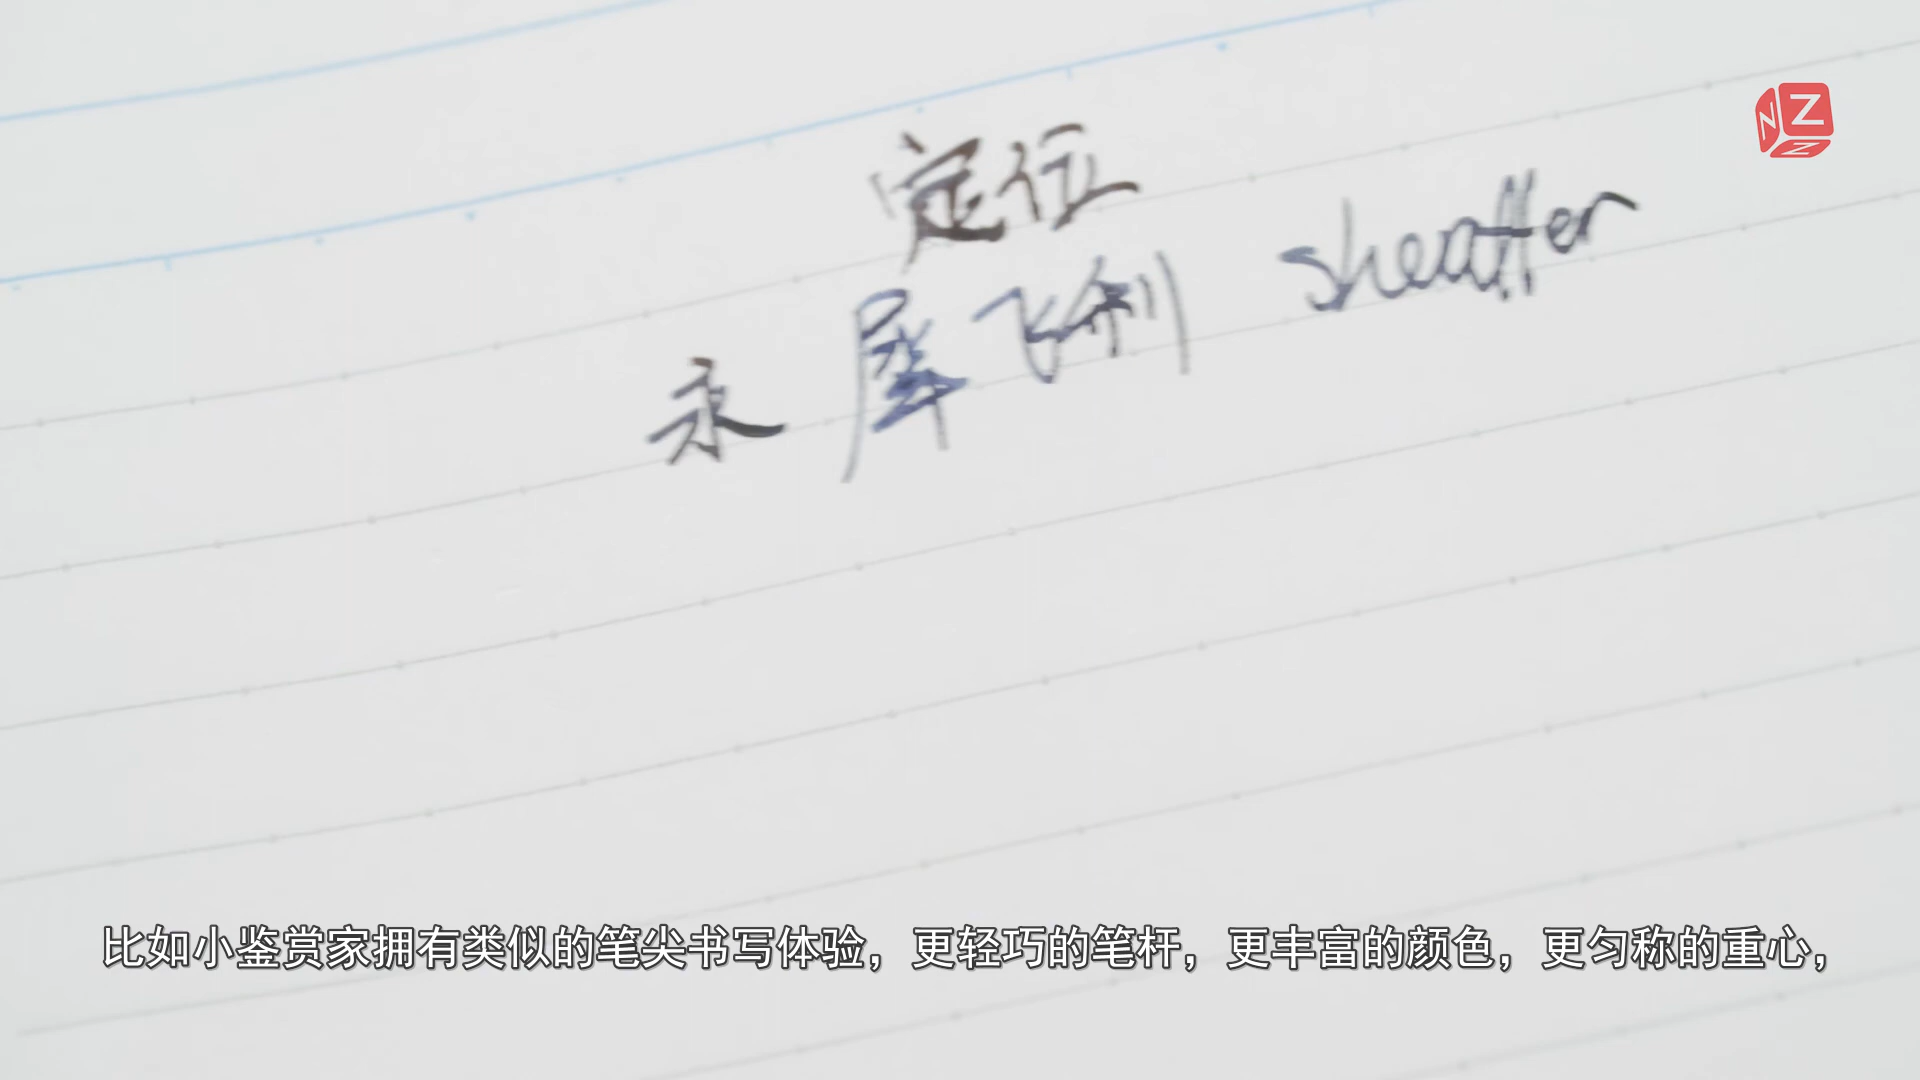 定位
永 犀飞利 sheaffer
NZ
Z
比如小鉴赏家拥有类似的笔尖书写体验，更轻巧的笔杆，更丰富的颜色，更匀称的重心，